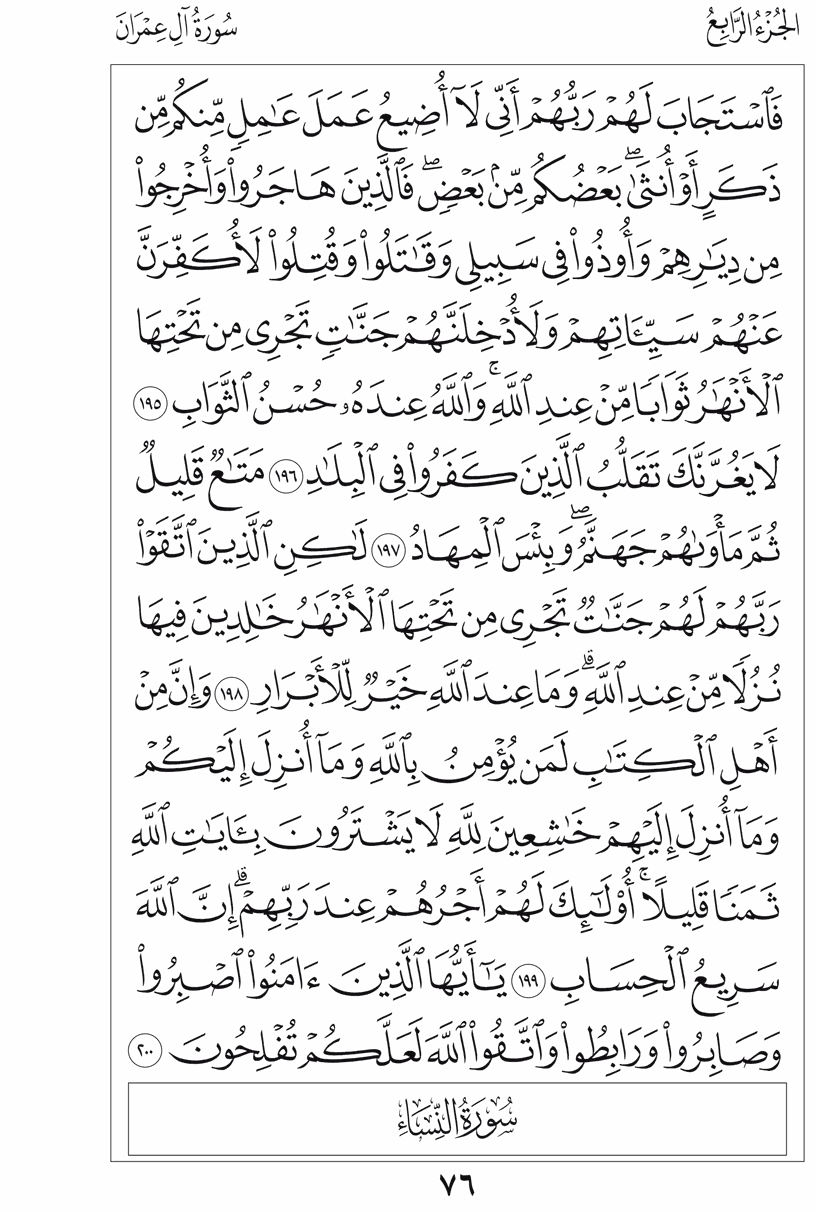 الجُزْءُ الرَّابِعُ
سُورَةُ آلِ عِمْرَانَ
فَٱسْتَجَابَ لَهُمْ رَبُّهُمْ أَنِّى لَآ أُضِيعُ عَمَلَ عَٰمِلٍ مِّنكُم مِّن
ذَكَرٍ أَوْ أُنثَىٰۖ بَعْضُكُم مِّنۢ بَعْضٍۖ فَٱلَّذِينَ هَاجَرُوا۟ وَأُخْرِجُوا۟
مِن دِيَٰرِهِمْ وَأُوذُوا۟ فِى سَبِيلِى وَقَٰتَلُوا۟ وَقُتِلُوا۟ لَأُكَفِّرَنَّ
عَنْهُمْ سَيِّـَٔاتِهِمْ وَلَأُدْخِلَنَّهُمْ جَنَّٰتٍ تَجْرِى مِن تَحْتِهَا
ٱلْأَنْهَٰرُ ثَوَابًا مِّنْ عِندِ ٱللَّهِۚ وَٱللَّهُ عِندَهُۥ حُسْنُ ٱلثَّوَابِ ١٩٥
لَا يَغُرَّنَّكَ تَقَلُّبُ ٱلَّذِينَ كَفَرُوا۟ فِى ٱلْبِلَٰدِ ١٩٦ مَتَٰعٌ قَلِيلٌ
ثُمَّ مَأْوَىٰهُمْ جَهَنَّمُۖ وَبِئْسَ ٱلْمِهَادُ ١٩٧ لَٰكِنِ ٱلَّذِينَ ٱتَّقَوْا۟
رَبَّهُمْ لَهُمْ جَنَّٰتٌ تَجْرِى مِن تَحْتِهَا ٱلْأَنْهَٰرُ خَٰلِدِينَ فِيهَا
نُزُلًا مِّنْ عِندِ ٱللَّهِۗ وَمَا عِندَ ٱللَّهِ خَيْرٌ لِّلْأَبْرَارِ ١٩٨ وَإِنَّ مِنْ
أَهْلِ ٱلْكِتَٰبِ لَمَن يُؤْمِنُ بِٱللَّهِ وَمَآ أُنزِلَ إِلَيْكُمْ
وَمَآ أُنزِلَ إِلَيْهِمْ خَٰشِعِينَ لِلَّهِ لَا يَشْتَرُونَ بِـَٔايَٰتِ ٱللَّهِ
ثَمَنًا قَلِيلًاۚ أُو۟لَٰٓئِكَ لَهُمْ أَجْرُهُمْ عِندَ رَبِّهِمْۗ إِنَّ ٱللَّهَ
سَرِيعُ ٱلْحِسَابِ ١٩٩ يَٰٓأَيُّهَا ٱلَّذِينَ ءَامَنُوا۟ ٱصْبِرُوا۟
وَصَابِرُوا۟ وَرَابِطُوا۟ وَٱتَّقُوا۟ ٱللَّهَ لَعَلَّكُمْ تُفْلِحُونَ ٢٠٠
سُورَةُ النِّسَاءِ
٧٦